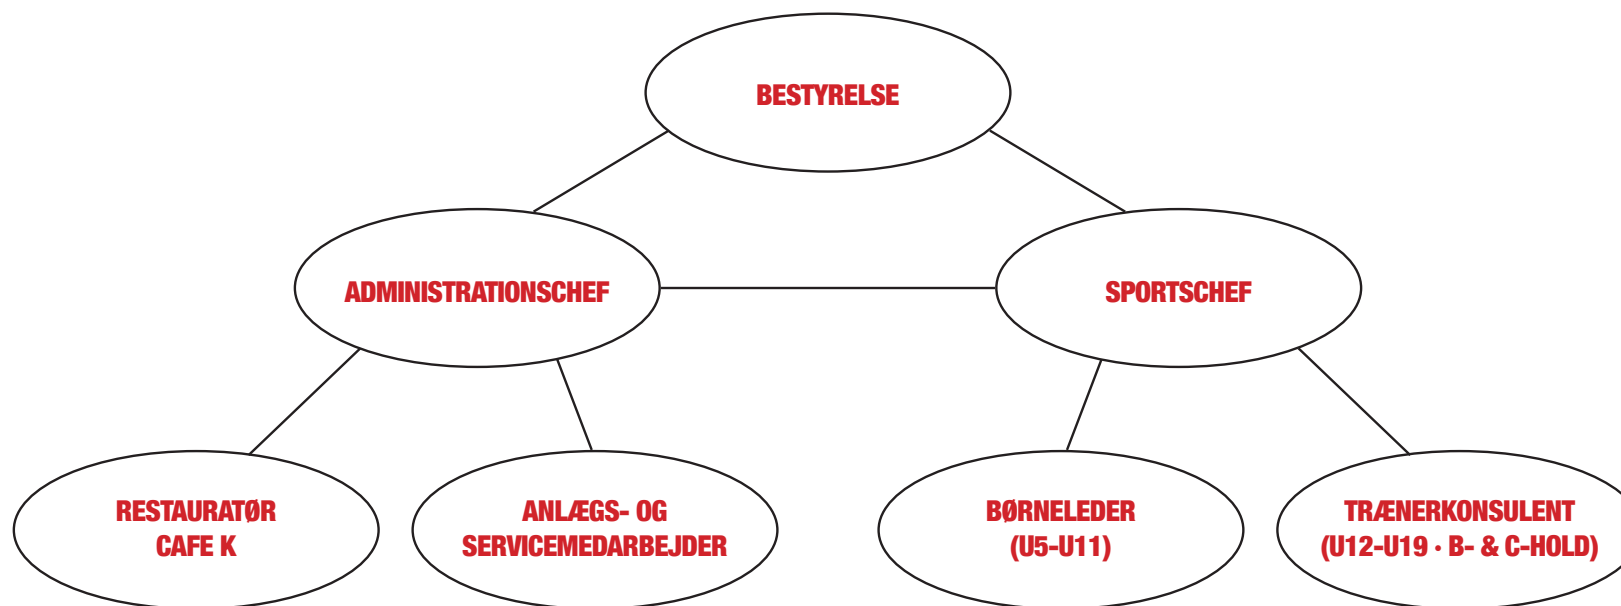 BESTYRELSE
ADMINISTRATIONSCHEF
SPORTSCHEF
RESTAURATØR
CAFE K
ANLÆGS- OG
SERVICEMEDARBEJDER
BØRNELEDER
(U5-U11)
TRÆNERKONSULENT
(U12-U19 · B- & C-HOLD)